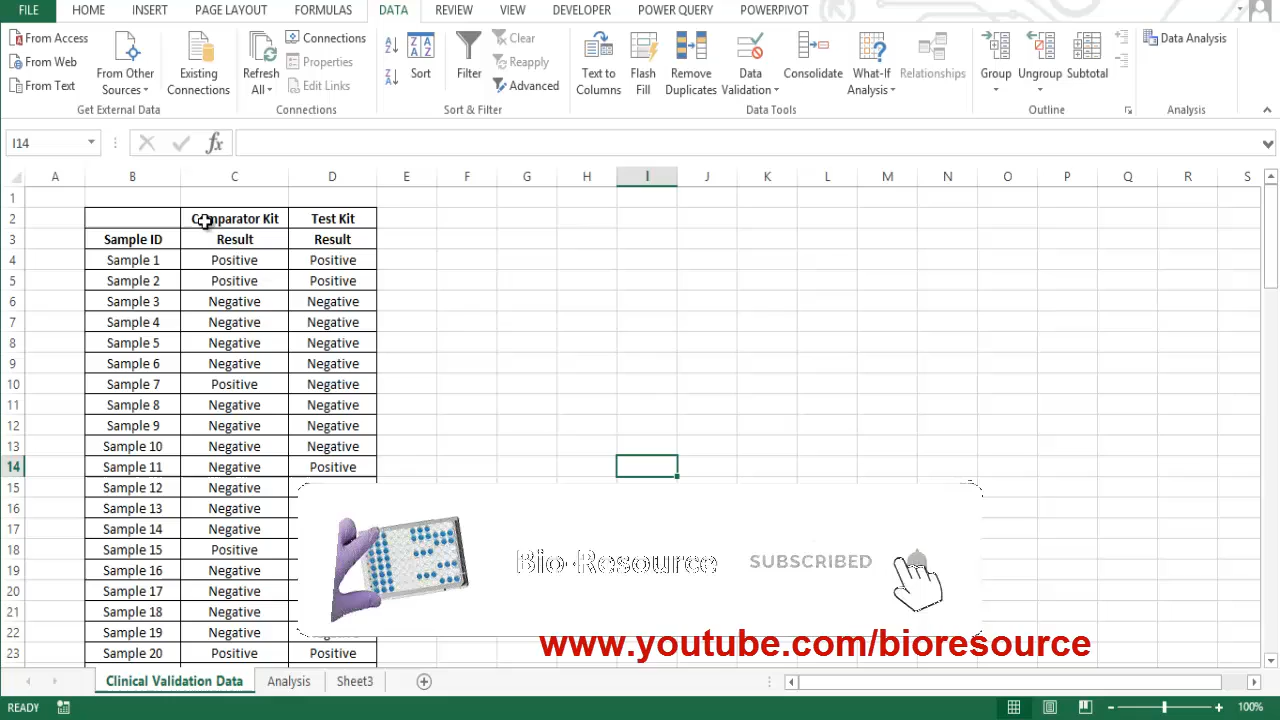 FILE HOME INSERT PAGE LAYOUT FORMULAS DATA REVIEW VIEW DEVELOPER POWER QUERY POWERPIVOT
From Access
From Web
From Text
From Other Sources
Existing Connections
Get External Data
Refresh All
Connections
Properties
Edit Links
Connections
Sort
Filter
Clear
Reapply
Advanced
Sort & Filter
Text to Columns
Flash Fill
Remove Duplicates
Data Validation
Consolidate
What-If Analysis
Relationships
Data Tools
Group
Ungroup
Subtotal
Outline
Data Analysis
Analysis
I14
fx
A B C D E F G H I J K L M N O P Q R S
1
2 Comparator Kit Test Kit
3 Sample ID Result Result
4 Sample 1 Positive Positive
5 Sample 2 Positive Positive
6 Sample 3 Negative Negative
7 Sample 4 Negative Negative
8 Sample 5 Negative Negative
9 Sample 6 Negative Negative
10 Sample 7 Positive Negative
11 Sample 8 Negative Negative
12 Sample 9 Negative Negative
13 Sample 10 Negative Negative
14 Sample 11 Negative Positive
15 Sample 12 Negative
16 Sample 13 Negative
17 Sample 14 Negative
18 Sample 15 Positive
19 Sample 16 Negative
20 Sample 17 Negative
21 Sample 18 Negative
22 Sample 19 Negative
23 Sample 20 Positive Positive
Bio-Resource SUBSCRIBED
www.youtube.com/bioresource
Clinical Validation Data Analysis Sheet3
READY 100%